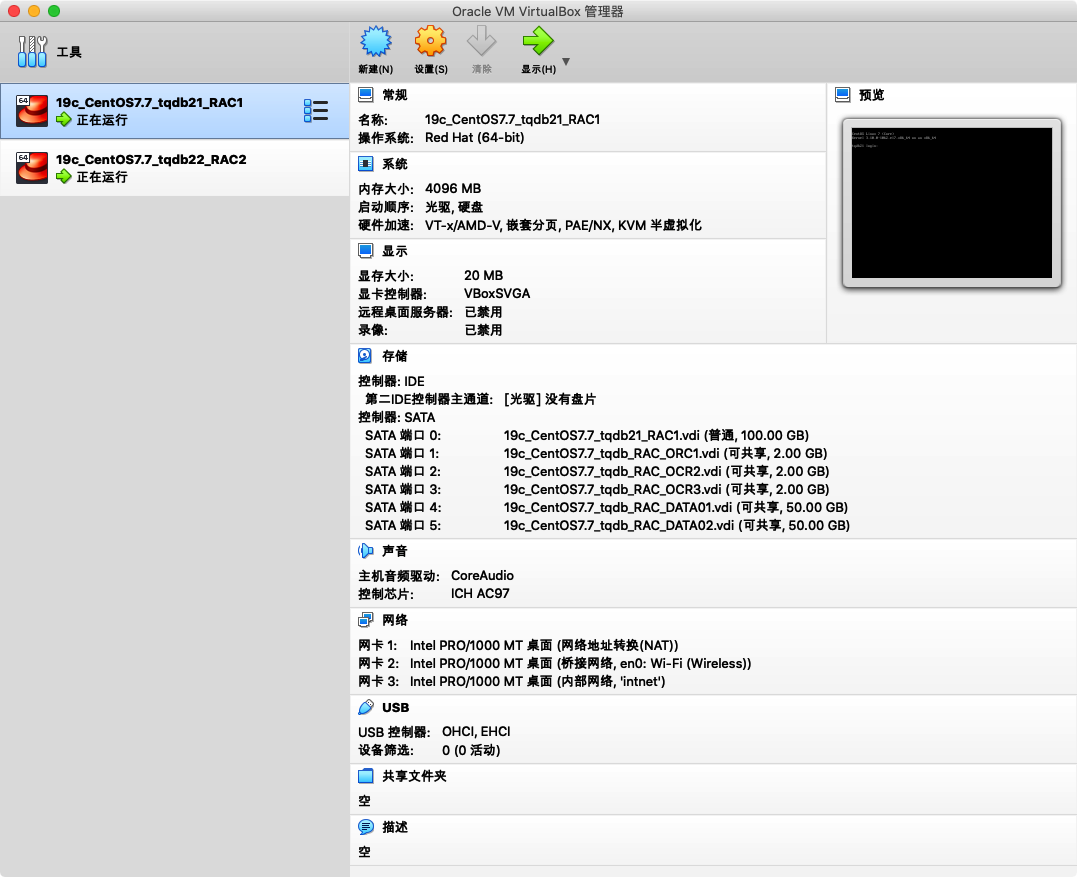 Oracle VM VirtualBox 管理器
工具
新建(N) 设置(S) 清除 显示(H)
64 19c_CentOS7.7_tqdb21_RAC1
正在运行
64 19c_CentOS7.7_tqdb22_RAC2
正在运行
常规
名称: 19c_CentOS7.7_tqdb21_RAC1
操作系统: Red Hat (64-bit)
系统
内存大小: 4096 MB
启动顺序: 光驱, 硬盘
硬件加速: VT-x/AMD-V, 嵌套分页, PAE/NX, KVM 半虚拟化
显示
显存大小: 20 MB
显卡控制器: VBoxSVGA
远程桌面服务器: 已禁用
录像: 已禁用
预览
存储
控制器: IDE
第二IDE控制器主通道: [光驱] 没有盘片
控制器: SATA
SATA 端口 0: 19c_CentOS7.7_tqdb21_RAC1.vdi (普通, 100.00 GB)
SATA 端口 1: 19c_CentOS7.7_tqdb_RAC_ORC1.vdi (可共享, 2.00 GB)
SATA 端口 2: 19c_CentOS7.7_tqdb_RAC_OCR2.vdi (可共享, 2.00 GB)
SATA 端口 3: 19c_CentOS7.7_tqdb_RAC_OCR3.vdi (可共享, 2.00 GB)
SATA 端口 4: 19c_CentOS7.7_tqdb_RAC_DATA01.vdi (可共享, 50.00 GB)
SATA 端口 5: 19c_CentOS7.7_tqdb_RAC_DATA02.vdi (可共享, 50.00 GB)
声音
主机音频驱动: CoreAudio
控制芯片: ICH AC97
网络
网卡 1: Intel PRO/1000 MT 桌面 (网络地址转换(NAT))
网卡 2: Intel PRO/1000 MT 桌面 (桥接网络, en0: Wi-Fi (Wireless))
网卡 3: Intel PRO/1000 MT 桌面 (内部网络, 'intnet')
USB
USB 控制器: OHCI, EHCI
设备筛选: 0 (0 活动)
共享文件夹
空
描述
空